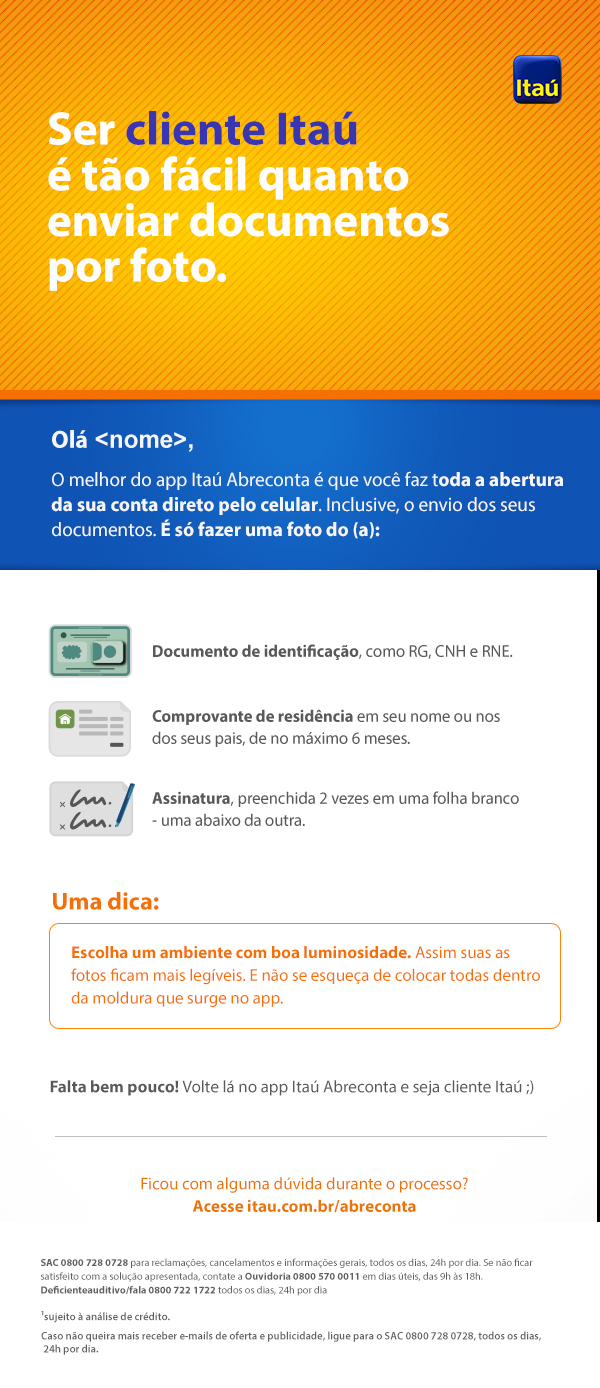 Itaú
Ser cliente Itaú
é tão fácil quanto
enviar documentos
por foto.
Olá <nome>,
O melhor do app Itaú Abreconta é que você faz toda a abertura
da sua conta direto pelo celular. Inclusive, o envio dos seus
documentos. É só fazer uma foto do (a):
Documento de identificação, como RG, CNH e RNE.
Comprovante de residência em seu nome ou nos
dos seus pais, de no máximo 6 meses.
Assinatura, preenchida 2 vezes em uma folha branco
- uma abaixo da outra.
Uma dica:
Escolha um ambiente com boa luminosidade. Assim suas as
fotos ficam mais legíveis. E não se esqueça de colocar todas dentro
da moldura que surge no app.
Falta bem pouco! Volte lá no app Itaú Abreconta e seja cliente Itaú ;)
Ficou com alguma dúvida durante o processo?
Acesse itau.com.br/abreconta
SAC 0800 728 0728 para reclamações, cancelamentos e informações gerais, todos os dias, 24h por dia. Se não ficar
satisfeito com a solução apresentada, contate a Ouvidoria 0800 570 0011 em dias úteis, das 9h às 18h.
Deficienteauditivo/fala 0800 722 1722 todos os dias, 24h por dia
¹sujeito à análise de crédito.
Caso não queira mais receber e-mails de oferta e publicidade, ligue para o SAC 0800 728 0728, todos os dias,
24h por dia.